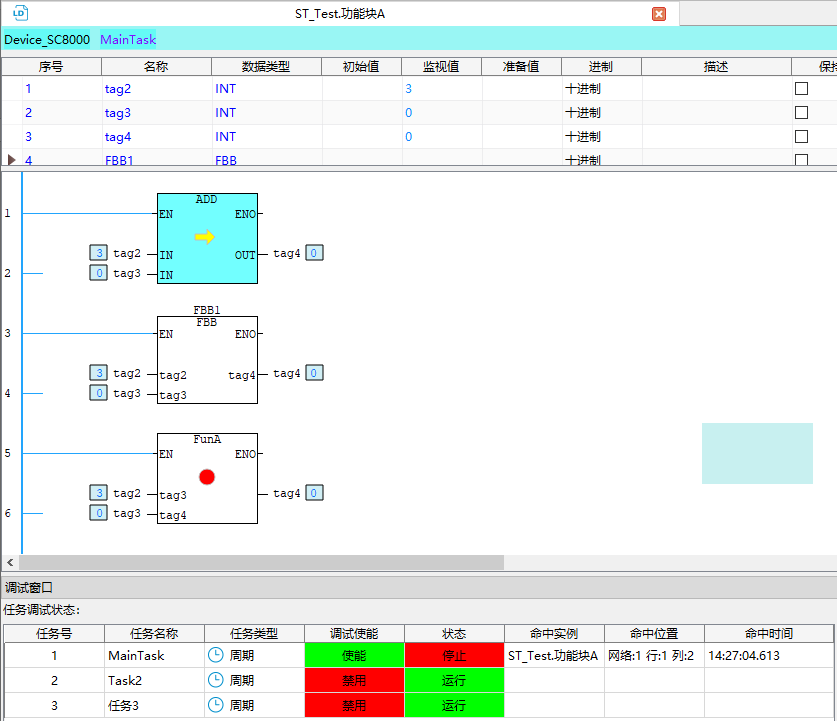 LD ST_Test.功能块A
Device_SC8000 MainTask
序号 名称 数据类型 初始值 监视值 准备值 进制 描述
1 tag2 INT 3 十进制
2 tag3 INT 0 十进制
3 tag4 INT 0 十进制
4 FBB1 FBB 十进制
ADD
1 EN ENO
3 tag2 IN OUT tag4 0
2 0 tag3 IN
FBB1
FBB
3 EN ENO
3 tag2 tag2 tag4 tag4 0
4 0 tag3 tag3
FunA
5 EN ENO
3 tag2 tag3 tag4 0
6 0 tag3 tag4
调试窗口
任务调试状态:
任务号 任务名称 任务类型 调试使能 状态 命中实例 命中位置 命中时间
1 MainTask 周期 使能 停止 ST_Test.功能块A 网络:1 行:1 列:2 14:27:04.613
2 Task2 周期 禁用 运行
3 任务3 周期 禁用 运行